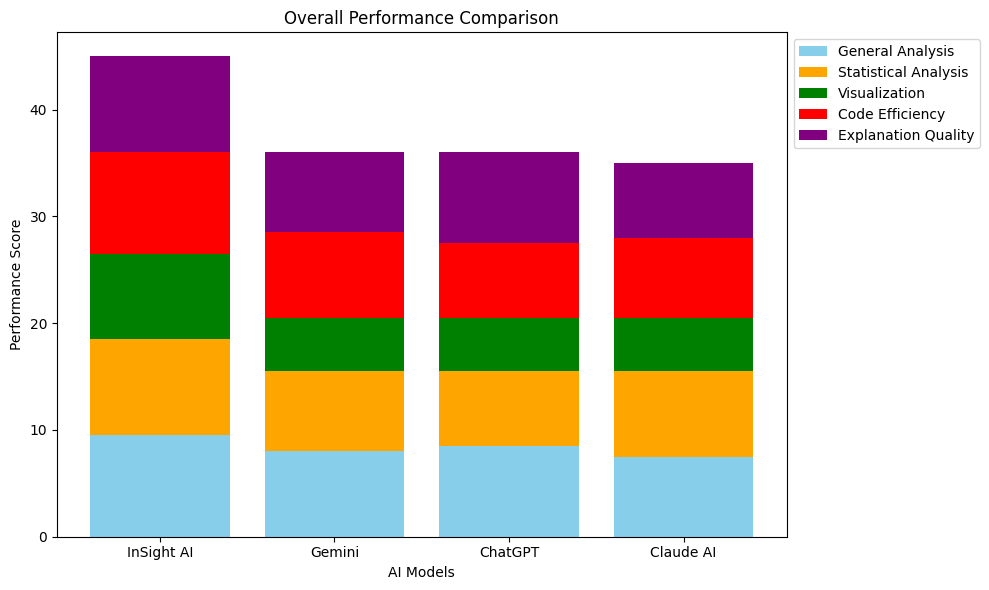 Overall Performance Comparison
General Analysis
Statistical Analysis
Visualization
Code Efficiency
Explanation Quality
Performance Score
40
30
20
10
0
InSight AI
Gemini
ChatGPT
Claude AI
AI Models